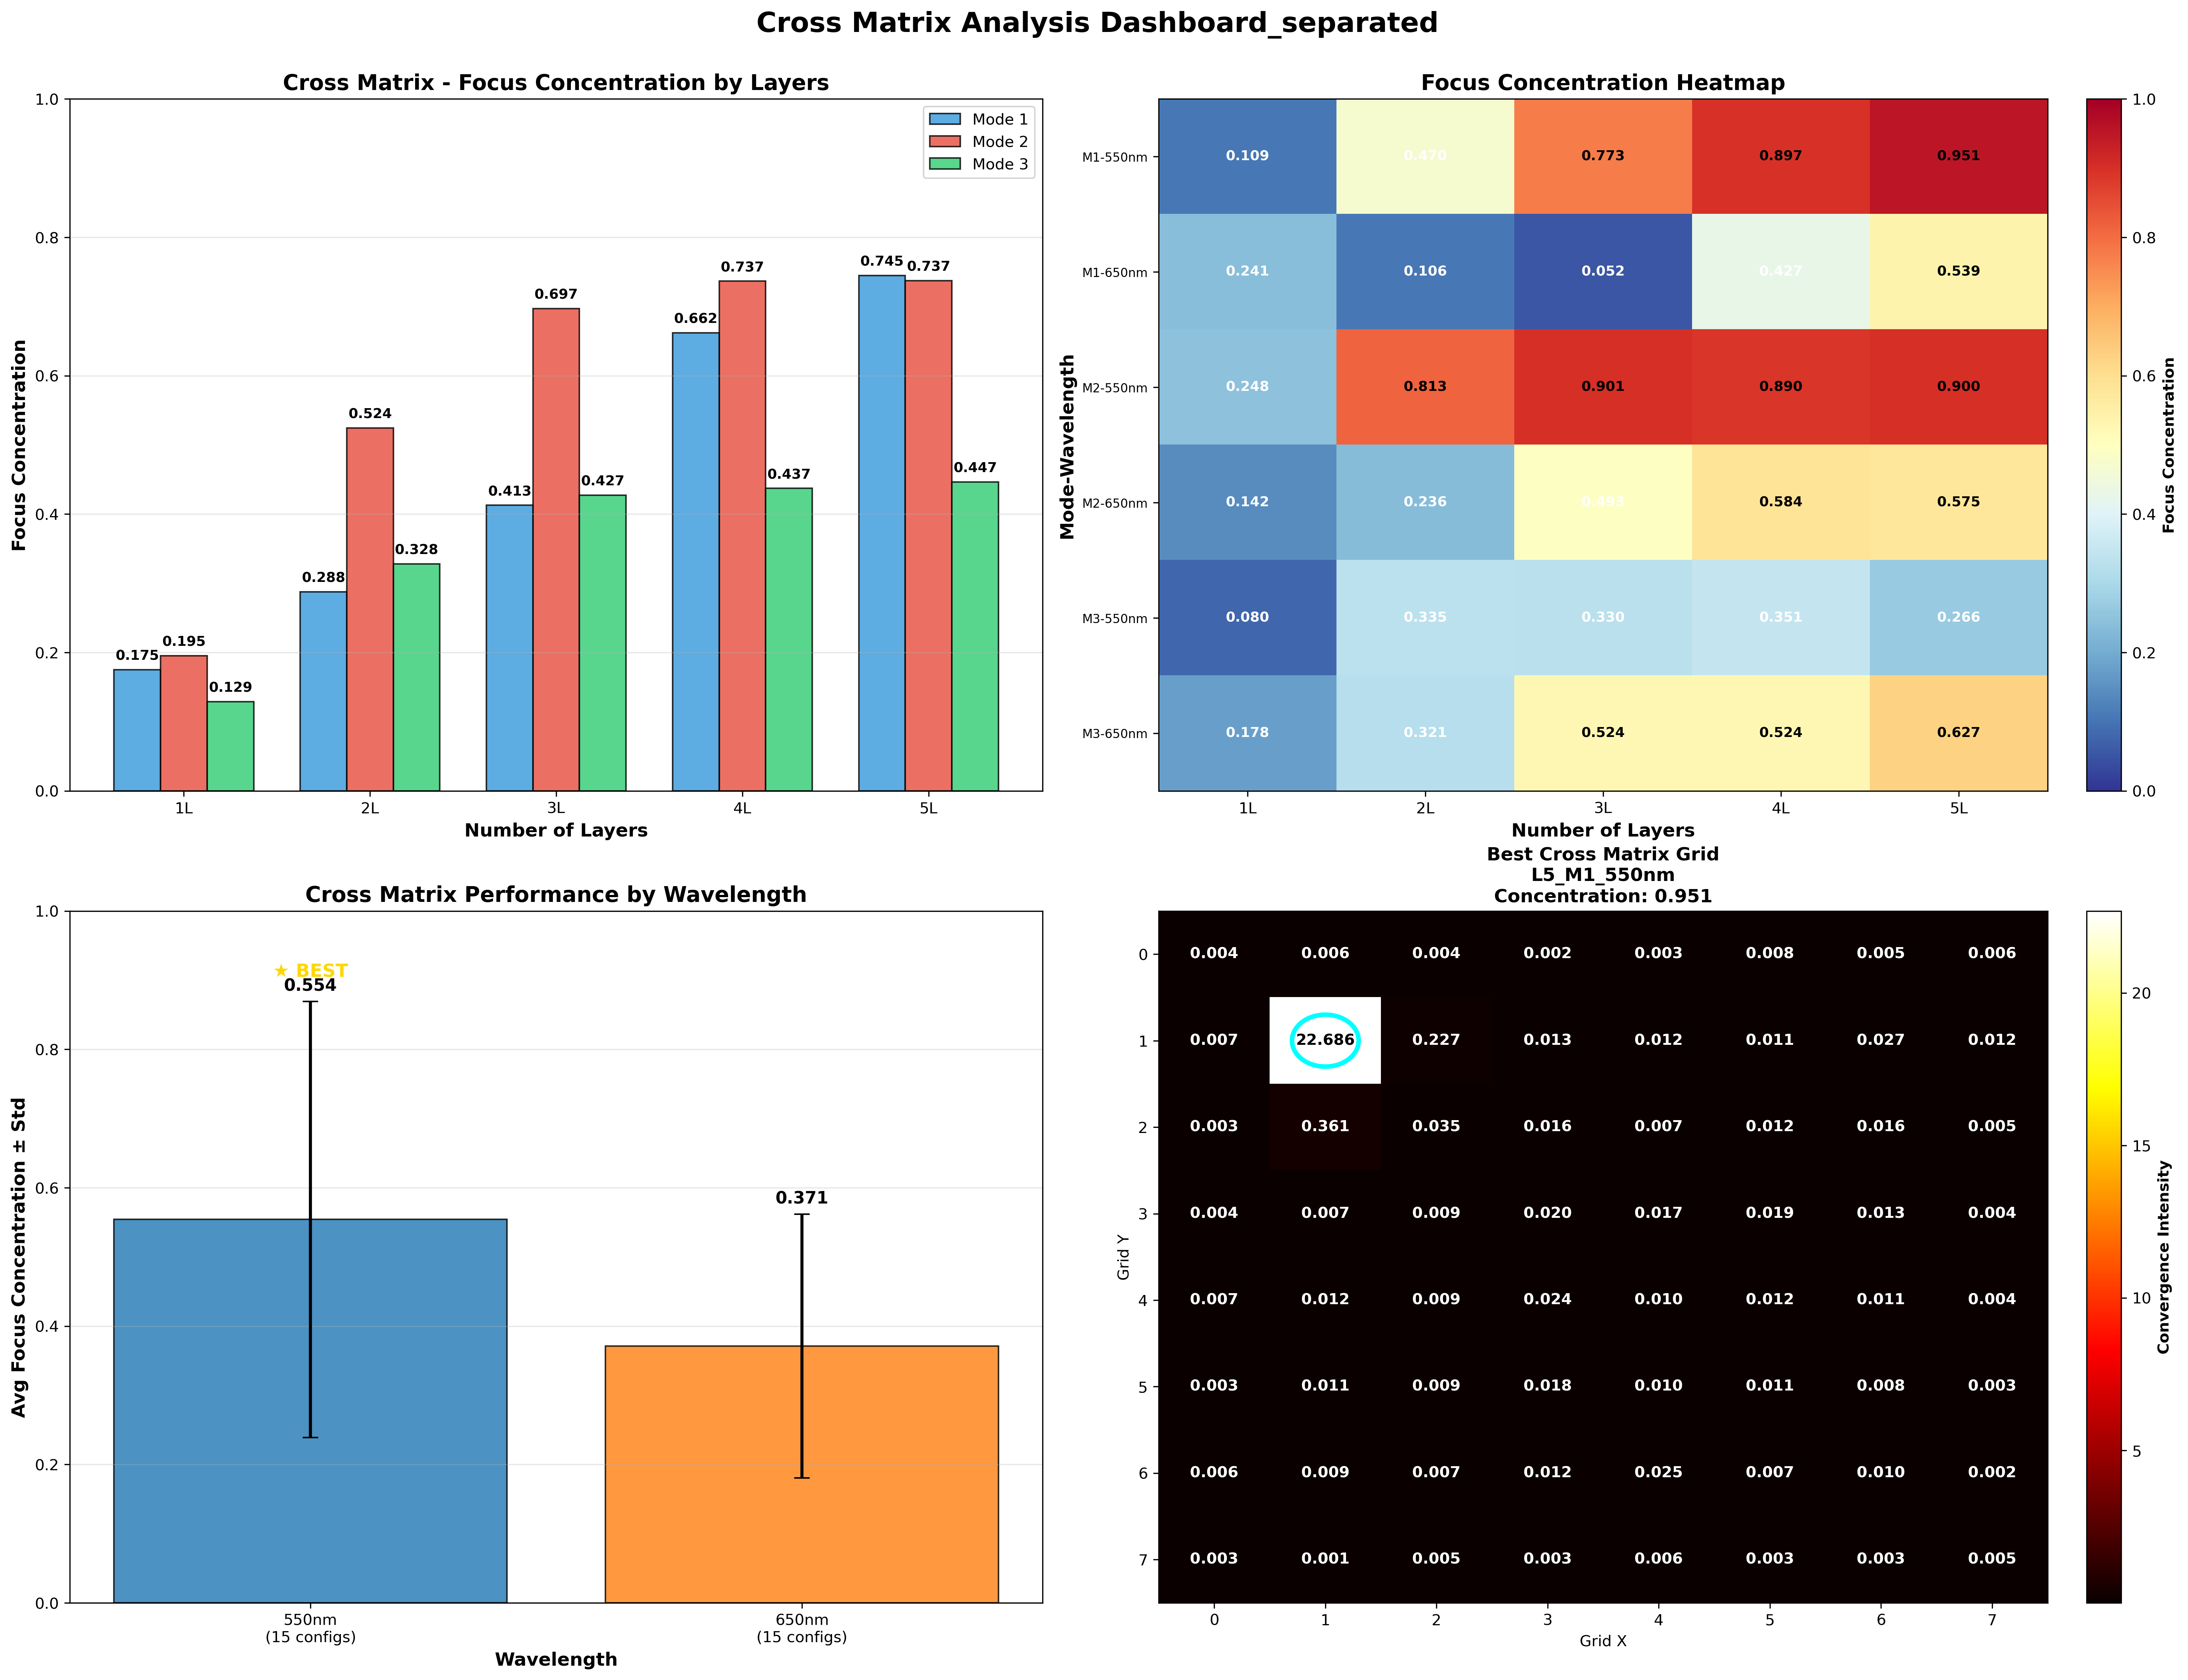 Cross Matrix Analysis Dashboard_separated
Cross Matrix - Focus Concentration by Layers
Focus Concentration
1.0
0.8
0.6
0.4
0.2
0.0
Mode 1
Mode 2
Mode 3
0.175
0.195
0.129
0.288
0.524
0.328
0.413
0.697
0.427
0.662
0.737
0.437
0.745
0.737
0.447
1L 2L 3L 4L 5L
Number of Layers
Focus Concentration Heatmap
Mode-Wavelength
M1-550nm 0.109 0.470 0.773 0.897 0.951
M1-650nm 0.241 0.106 0.052 0.427 0.539
M2-550nm 0.248 0.813 0.901 0.890 0.900
M2-650nm 0.142 0.236 0.493 0.584 0.575
M3-550nm 0.080 0.335 0.330 0.351 0.266
M3-650nm 0.178 0.321 0.524 0.524 0.627
1L 2L 3L 4L 5L
Number of Layers
1.0
0.8
0.6
0.4
0.2
0.0
Focus Concentration
Cross Matrix Performance by Wavelength
Avg Focus Concentration ± Std
1.0
0.8
0.6
0.4
0.2
0.0
★ BEST
0.554
0.371
550nm
(15 configs)
650nm
(15 configs)
Wavelength
Best Cross Matrix Grid
L5_M1_550nm
Concentration: 0.951
Grid Y
0 0.004 0.006 0.004 0.002 0.003 0.008 0.005 0.006
1 0.007 22.686 0.227 0.013 0.012 0.011 0.027 0.012
2 0.003 0.361 0.035 0.016 0.007 0.012 0.016 0.005
3 0.004 0.007 0.009 0.020 0.017 0.019 0.013 0.004
4 0.007 0.012 0.009 0.024 0.010 0.012 0.011 0.004
5 0.003 0.011 0.009 0.018 0.010 0.011 0.008 0.003
6 0.006 0.009 0.007 0.012 0.025 0.007 0.010 0.002
7 0.003 0.001 0.005 0.003 0.006 0.003 0.003 0.005
0 1 2 3 4 5 6 7
Grid X
20
15
10
5
Convergence Intensity